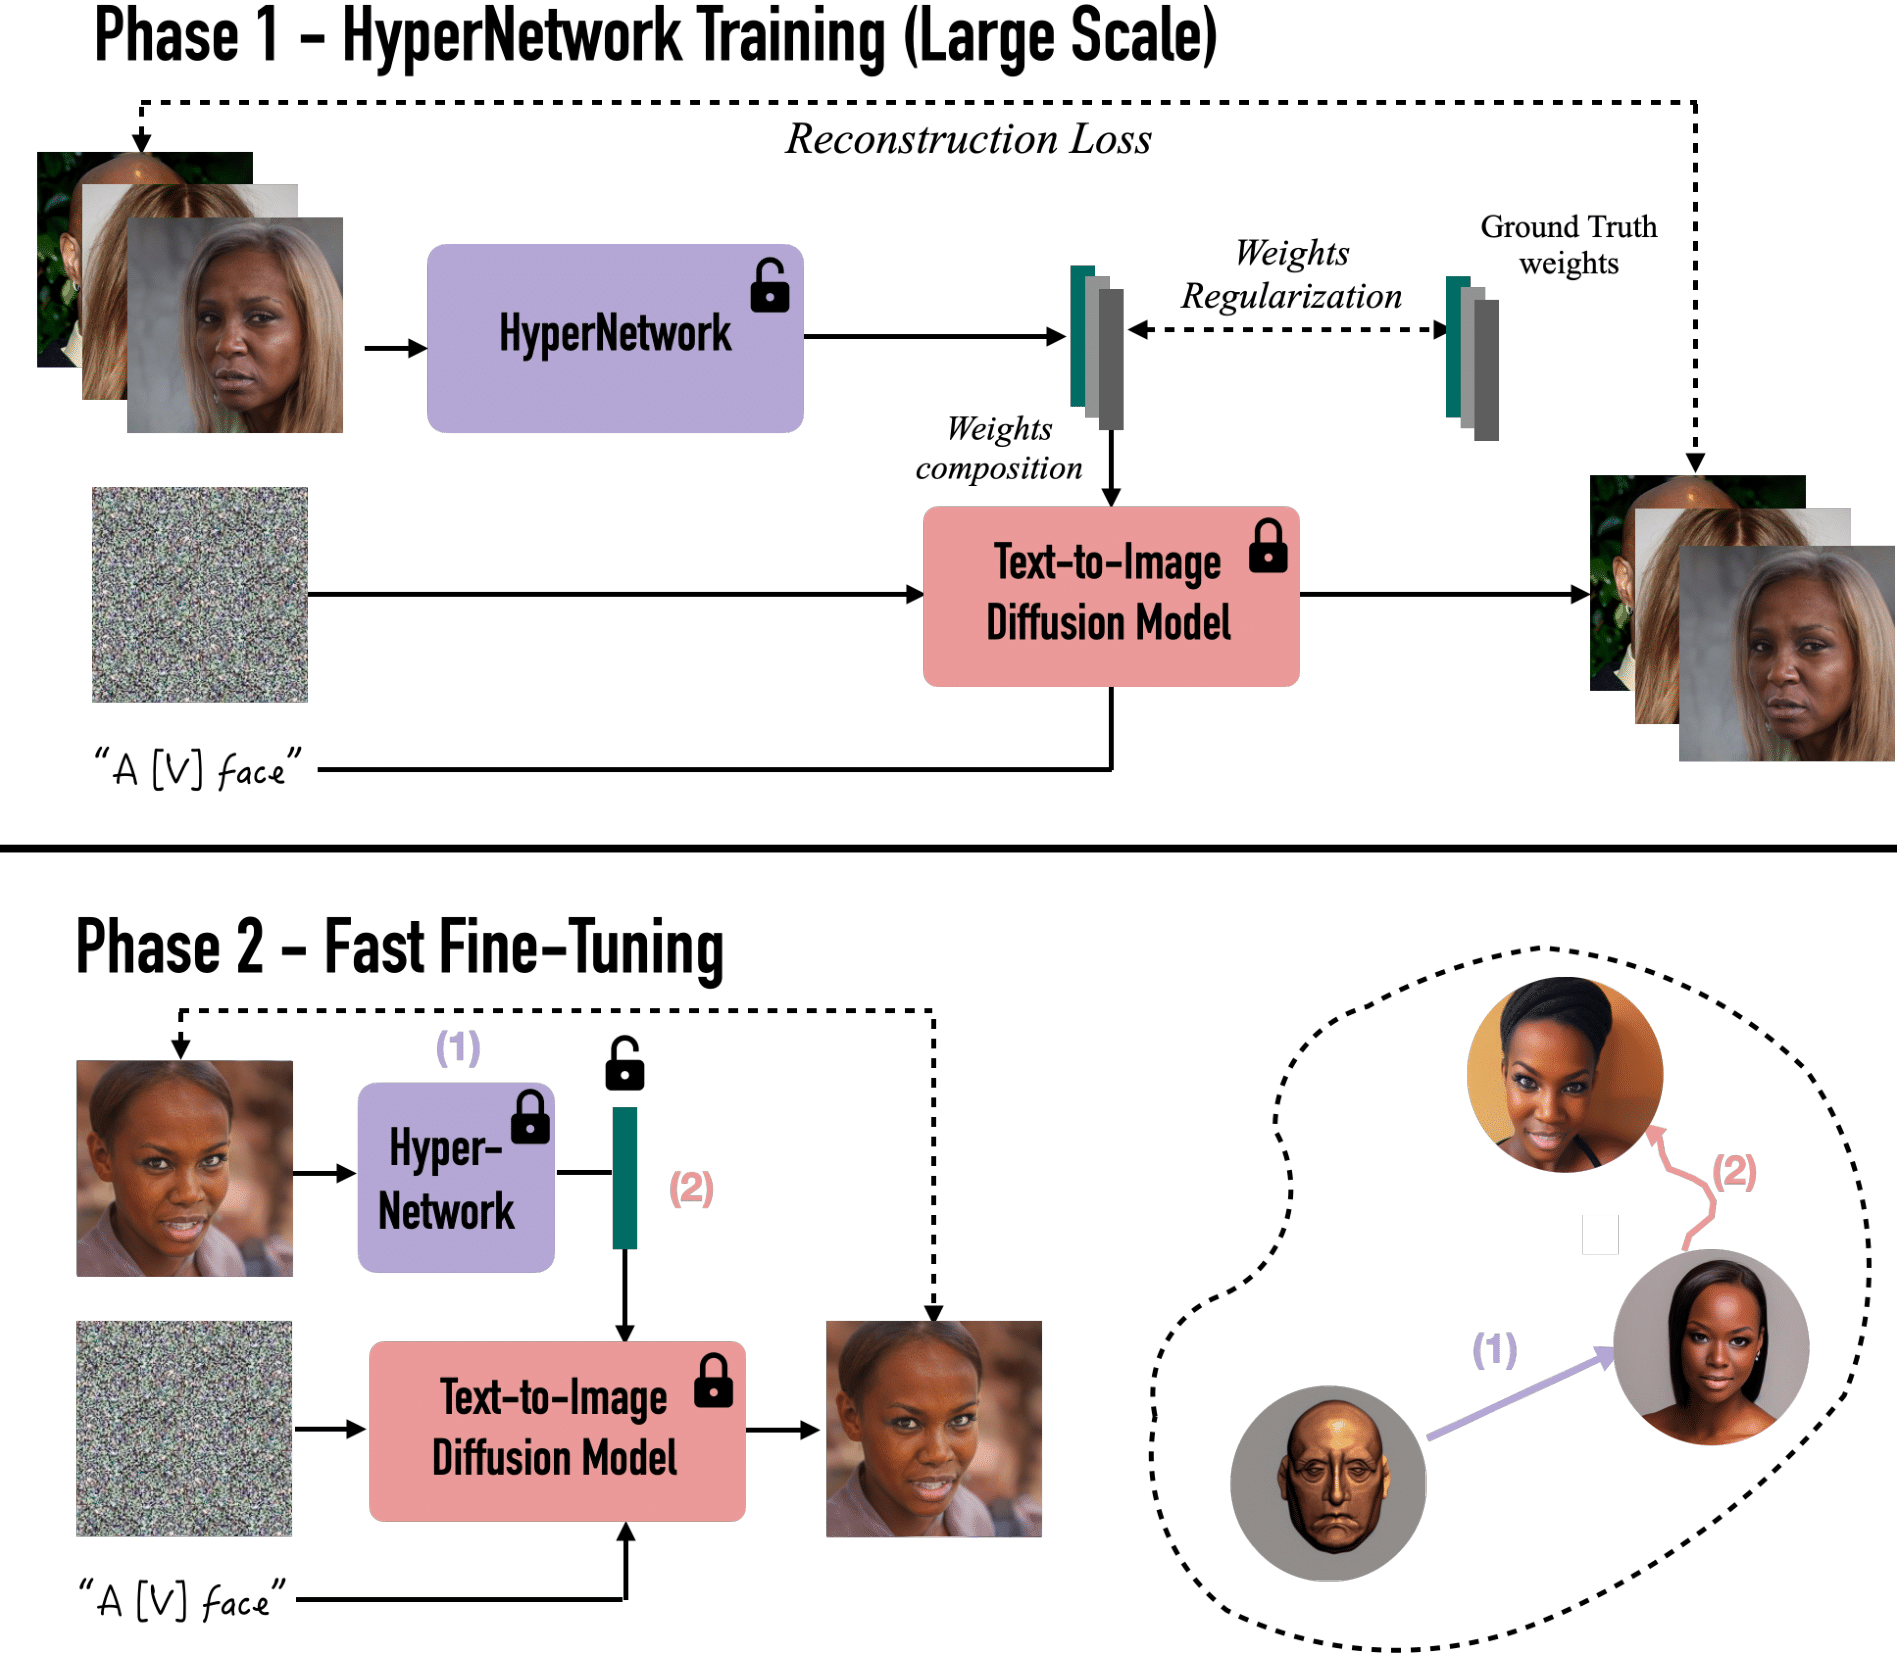 Phase 1 - HyperNetwork Training (Large Scale)
Reconstruction Loss
Ground Truth
weights
Weights
Regularization
HyperNetwork
Weights
composition
Text-to-Image
Diffusion Model
“A [V] face”
Phase 2 - Fast Fine-Tuning
(1)
Hyper-
Network
(2)
Text-to-Image
Diffusion Model
“A [V] face”
(2)
(1)